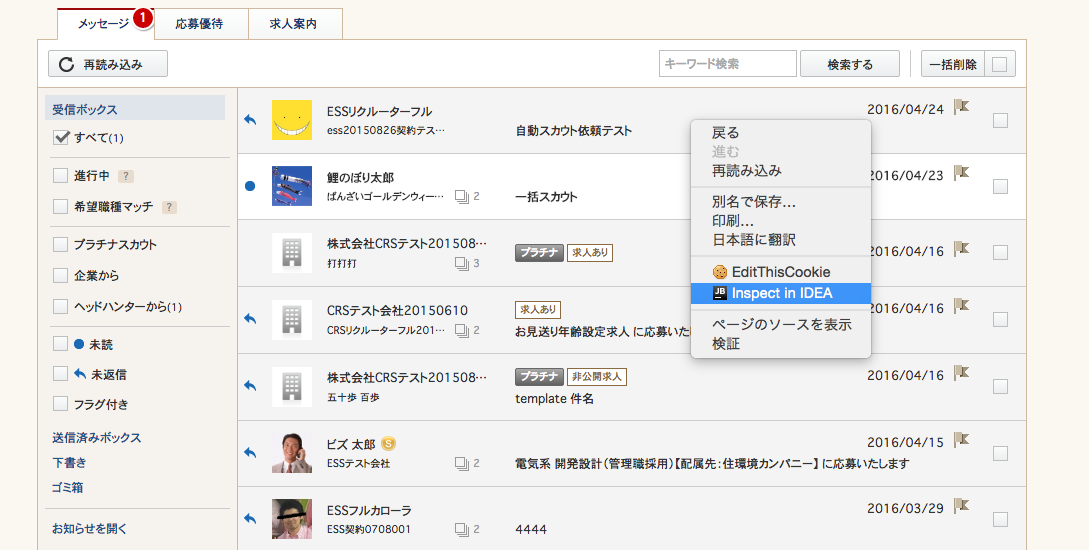 メッセージ 1
応募優待
求人案内
再読み込み
キーワード検索
検索する
一括削除
受信ボックス
すべて(1)
進行中 ?
希望職種マッチ ?
プラチナスカウト
企業から
ヘッドハンターから(1)
未読
未返信
フラグ付き
送信済みボックス
下書き
ゴミ箱
お知らせを開く
ESSリクルーターフル
ess20150826契約テス…
自動スカウト依頼テスト
2016/04/24
鯉のぼり太郎
ばんざいゴールデンウィー… 2
一括スカウト
2016/04/23
株式会社CRSテスト201508…
打打打 3
プラチナ 求人あり
2016/04/16
CRSテスト会社20150610
CRSリクルーターフル201… 2
求人あり
お見送り年齢設定求人 に応募いた
2016/04/16
株式会社CRSテスト201508…
五十歩 百歩
プラチナ 非公開求人
template 件名
2016/04/16
ビズ 太郎 S
ESSテスト会社 2
電気系 開発設計(管理職採用)【配属先:住環境カンパニー】 に応募いたします
2016/04/15
ESSフルカローラ
ESS契約0708001 2
4444
2016/03/29
戻る
進む
再読み込み
別名で保存...
印刷...
日本語に翻訳
EditThisCookie
JB Inspect in IDEA
ページのソースを表示
検証